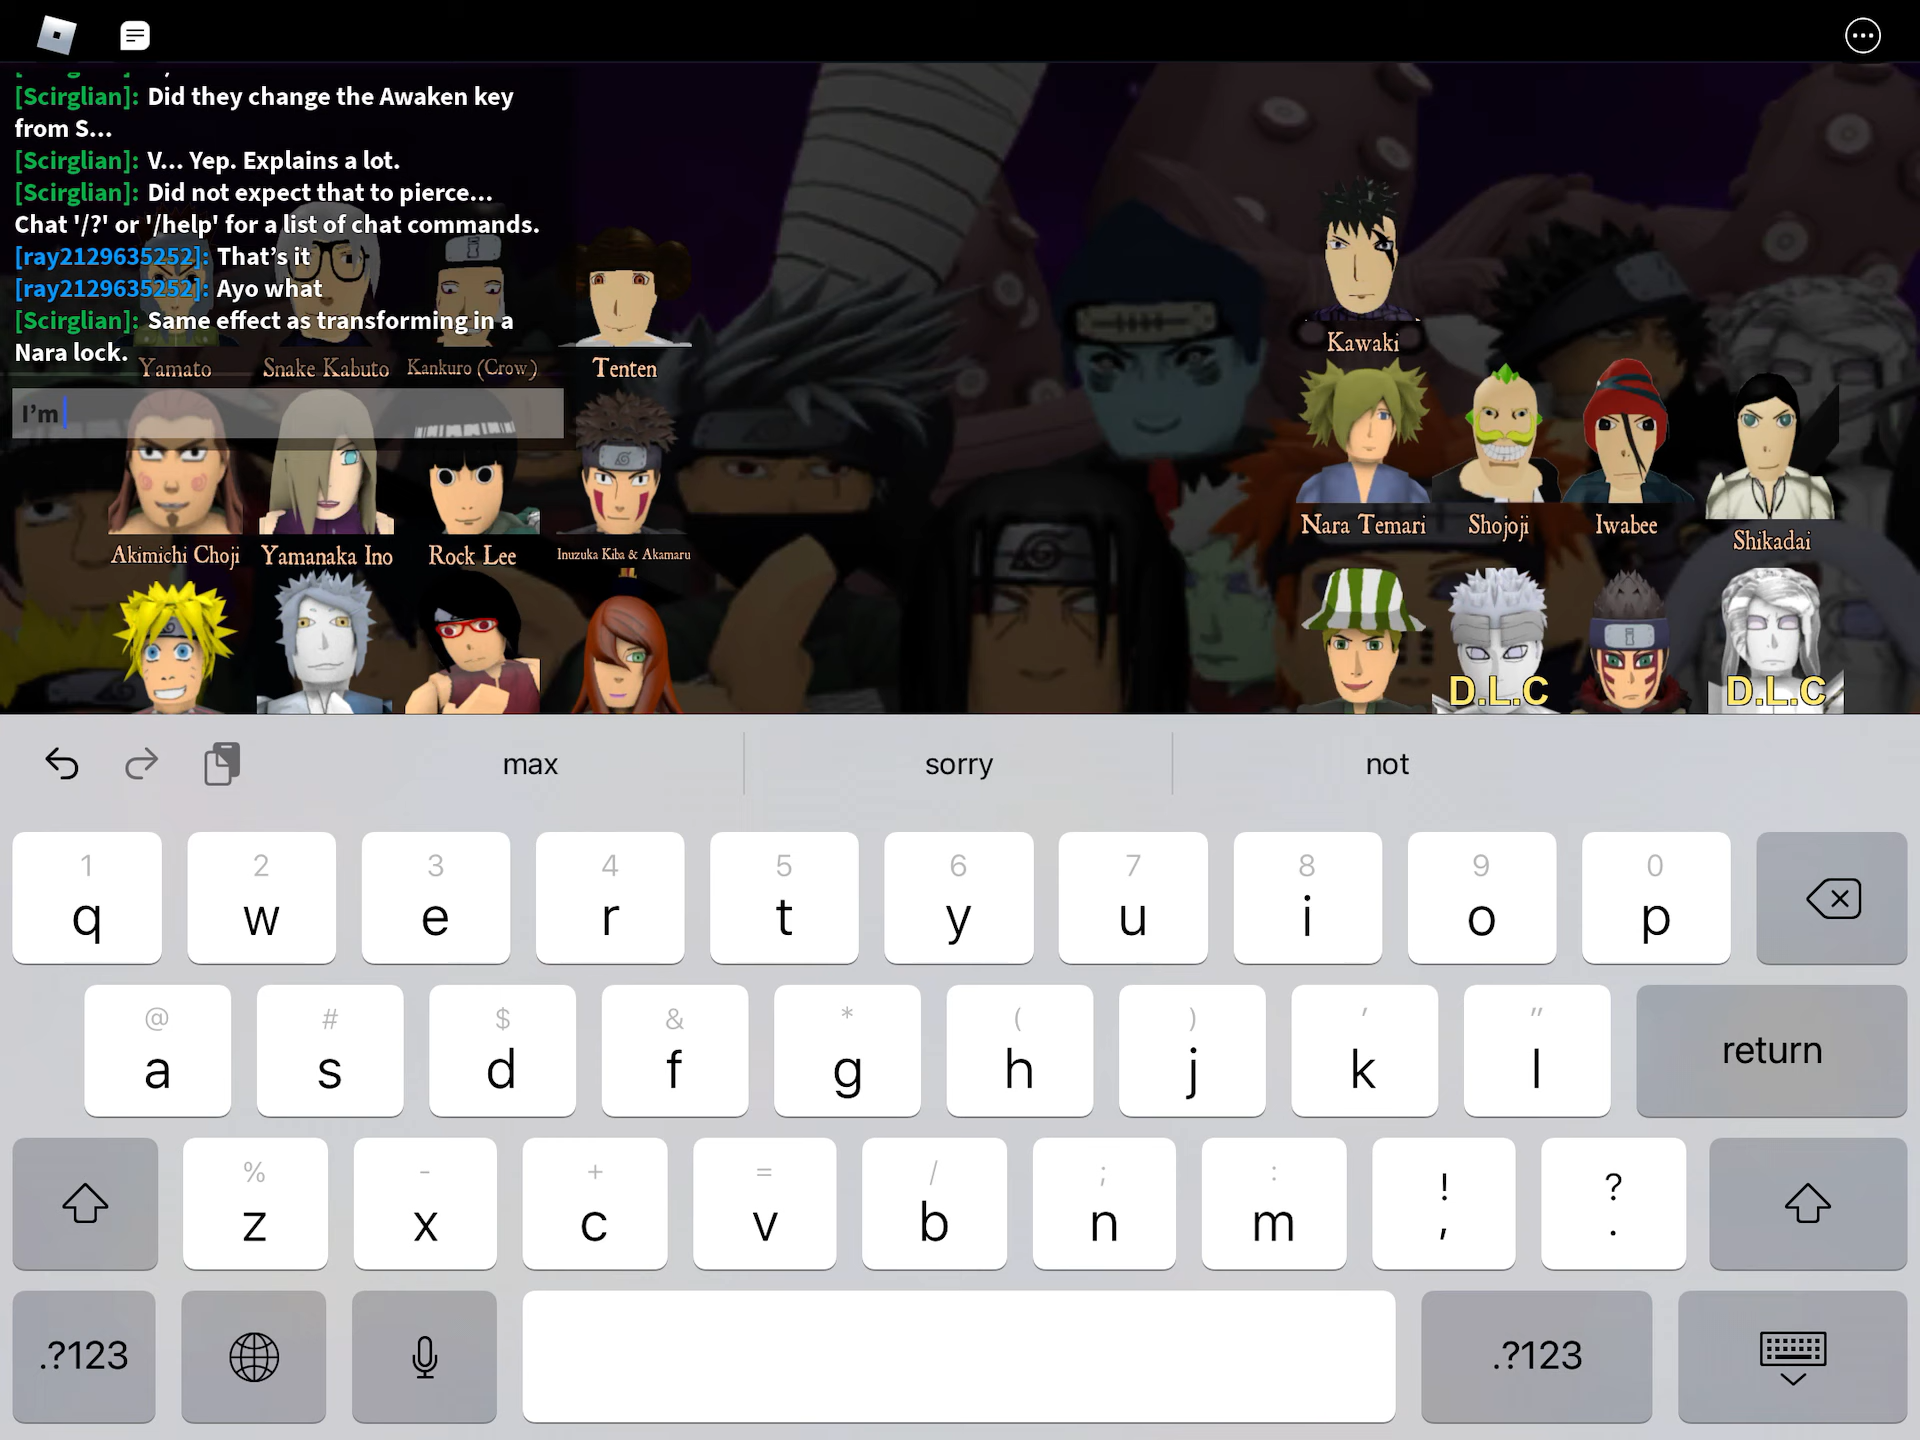 [Scirglian]: Did they change the Awaken key
from S...
[Scirglian]: V... Yep. Explains a lot.
[Scirglian]: Did not expect that to pierce...
Chat '/?' or '/help' for a list of chat commands.
[ray2129635252]: That’s it
[ray2129635252]: Ayo what
[Scirglian]: Same effect as transforming in a
Nara lock.
Yamato Snake Kabuto Kankuro (Crow) Tenten
Kawaki
I’m
Akimichi Choji Yamanaka Ino Rock Lee Inuzuka Kiba & Akamaru
Nara Temari Shojoji Iwabee Shikadai
D.L.C D.L.C
max sorry not
1 2 3 4 5 6 7 8 9 0
q w e r t y u i o p
@ # $ & * ( ) ' "
a s d f g h j k l return
% - + = / ; : ! ?
z x c v b n m , .
.?123 .?123